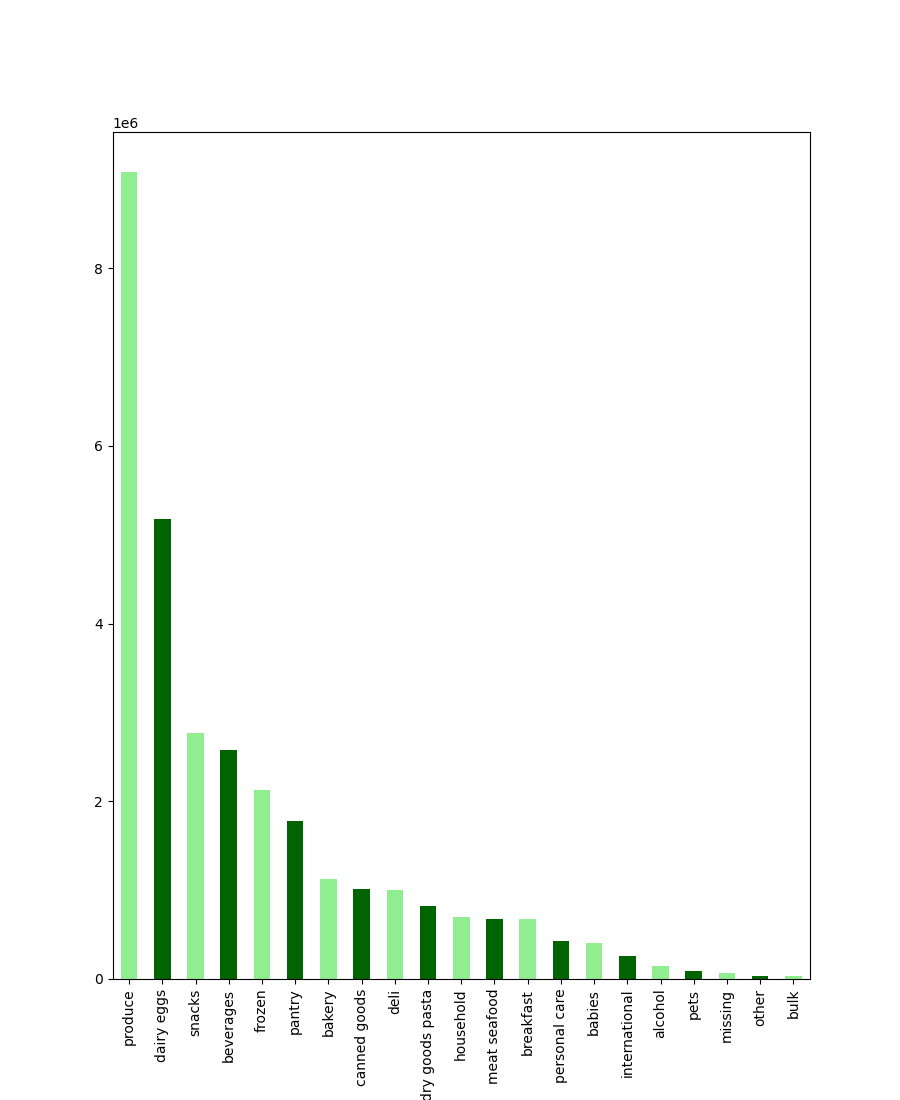 1e6
8
6
4
2
0
produce
dairy eggs
snacks
beverages
frozen
pantry
bakery
canned goods
deli
dry goods pasta
household
meat seafood
breakfast
personal care
babies
international
alcohol
pets
missing
other
bulk